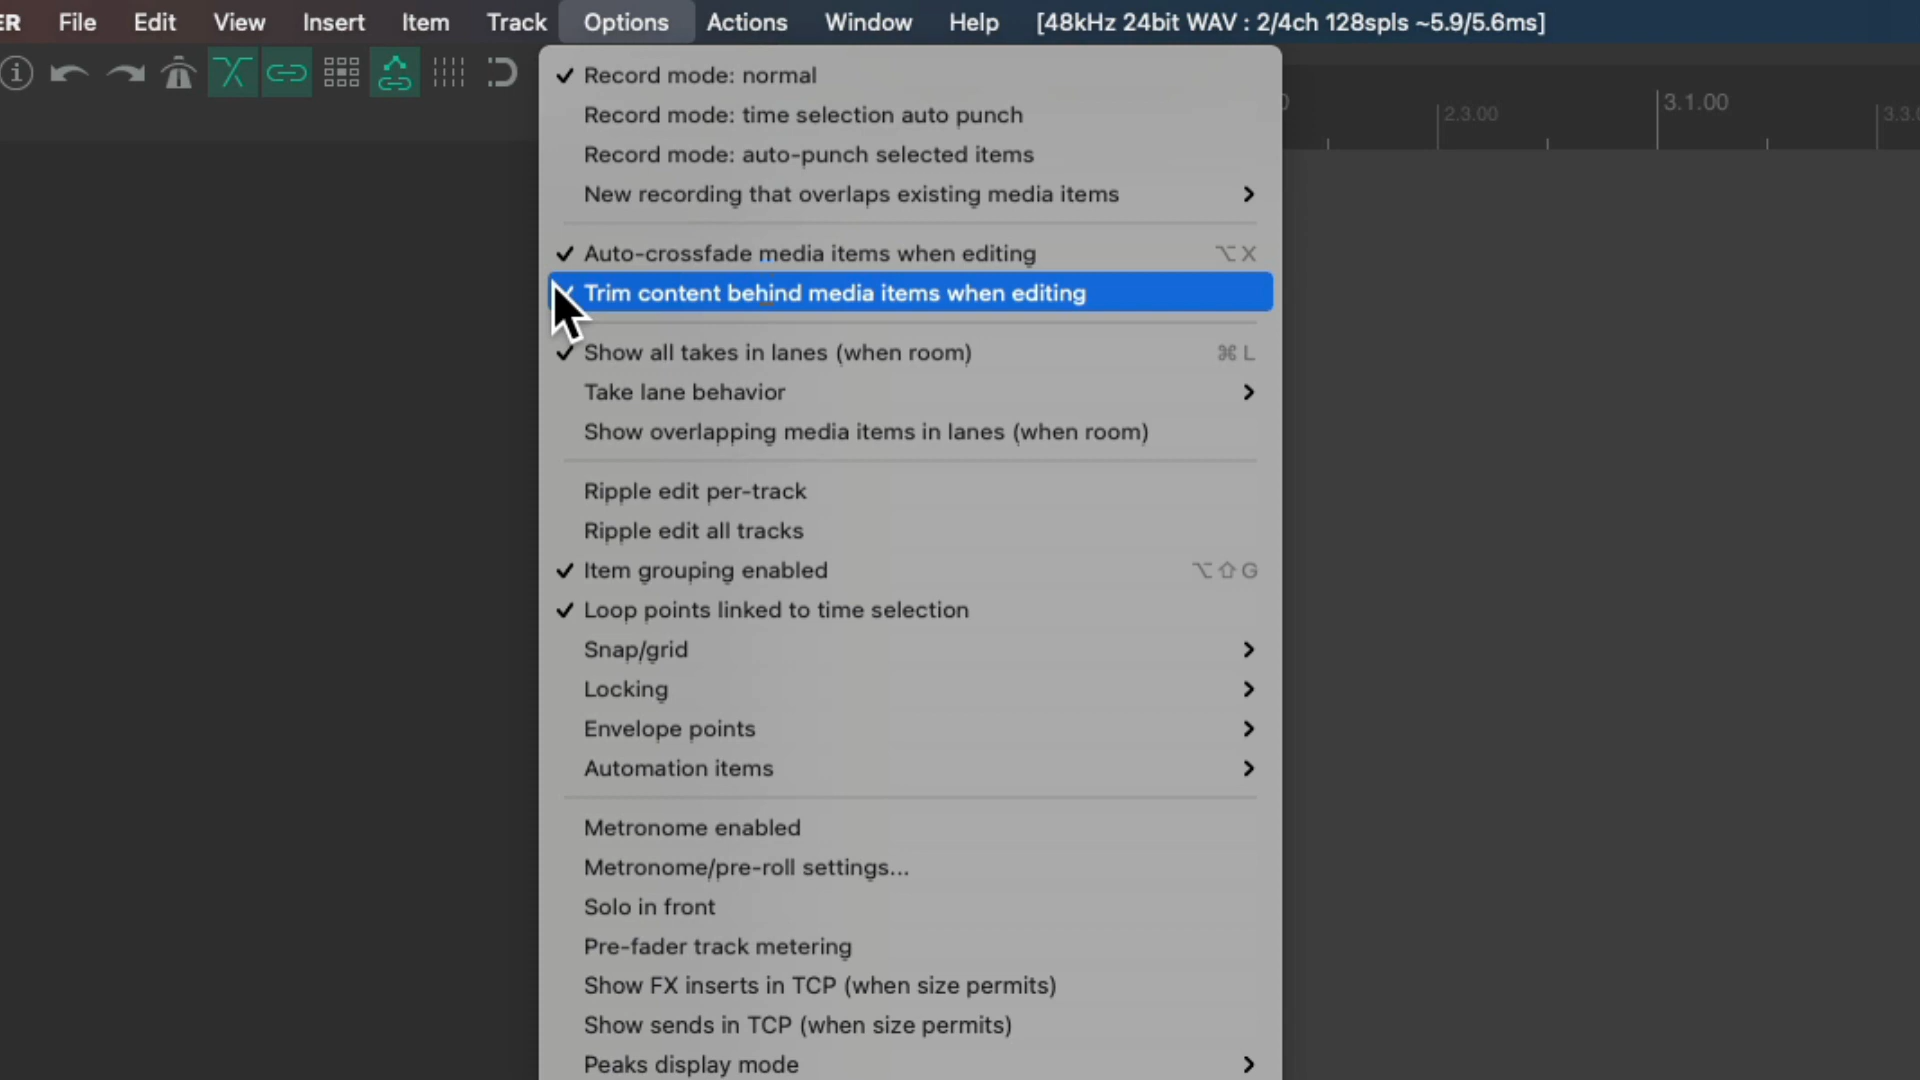 ER File Edit View Insert Item Track Options Actions Window Help [48kHz 24bit WAV : 2/4ch 128spls ~5.9/5.6ms]
2.3.00 3.1.00
✓ Record mode: normal
Record mode: time selection auto punch
Record mode: auto-punch selected items
New recording that overlaps existing media items
✓ Auto-crossfade media items when editing ⌥X
Trim content behind media items when editing
✓ Show all takes in lanes (when room) ⌘L
Take lane behavior
Show overlapping media items in lanes (when room)
Ripple edit per-track
Ripple edit all tracks
✓ Item grouping enabled ⌥⇧G
✓ Loop points linked to time selection
Snap/grid
Locking
Envelope points
Automation items
Metronome enabled
Metronome/pre-roll settings...
Solo in front
Pre-fader track metering
Show FX inserts in TCP (when size permits)
Show sends in TCP (when size permits)
Peaks display mode